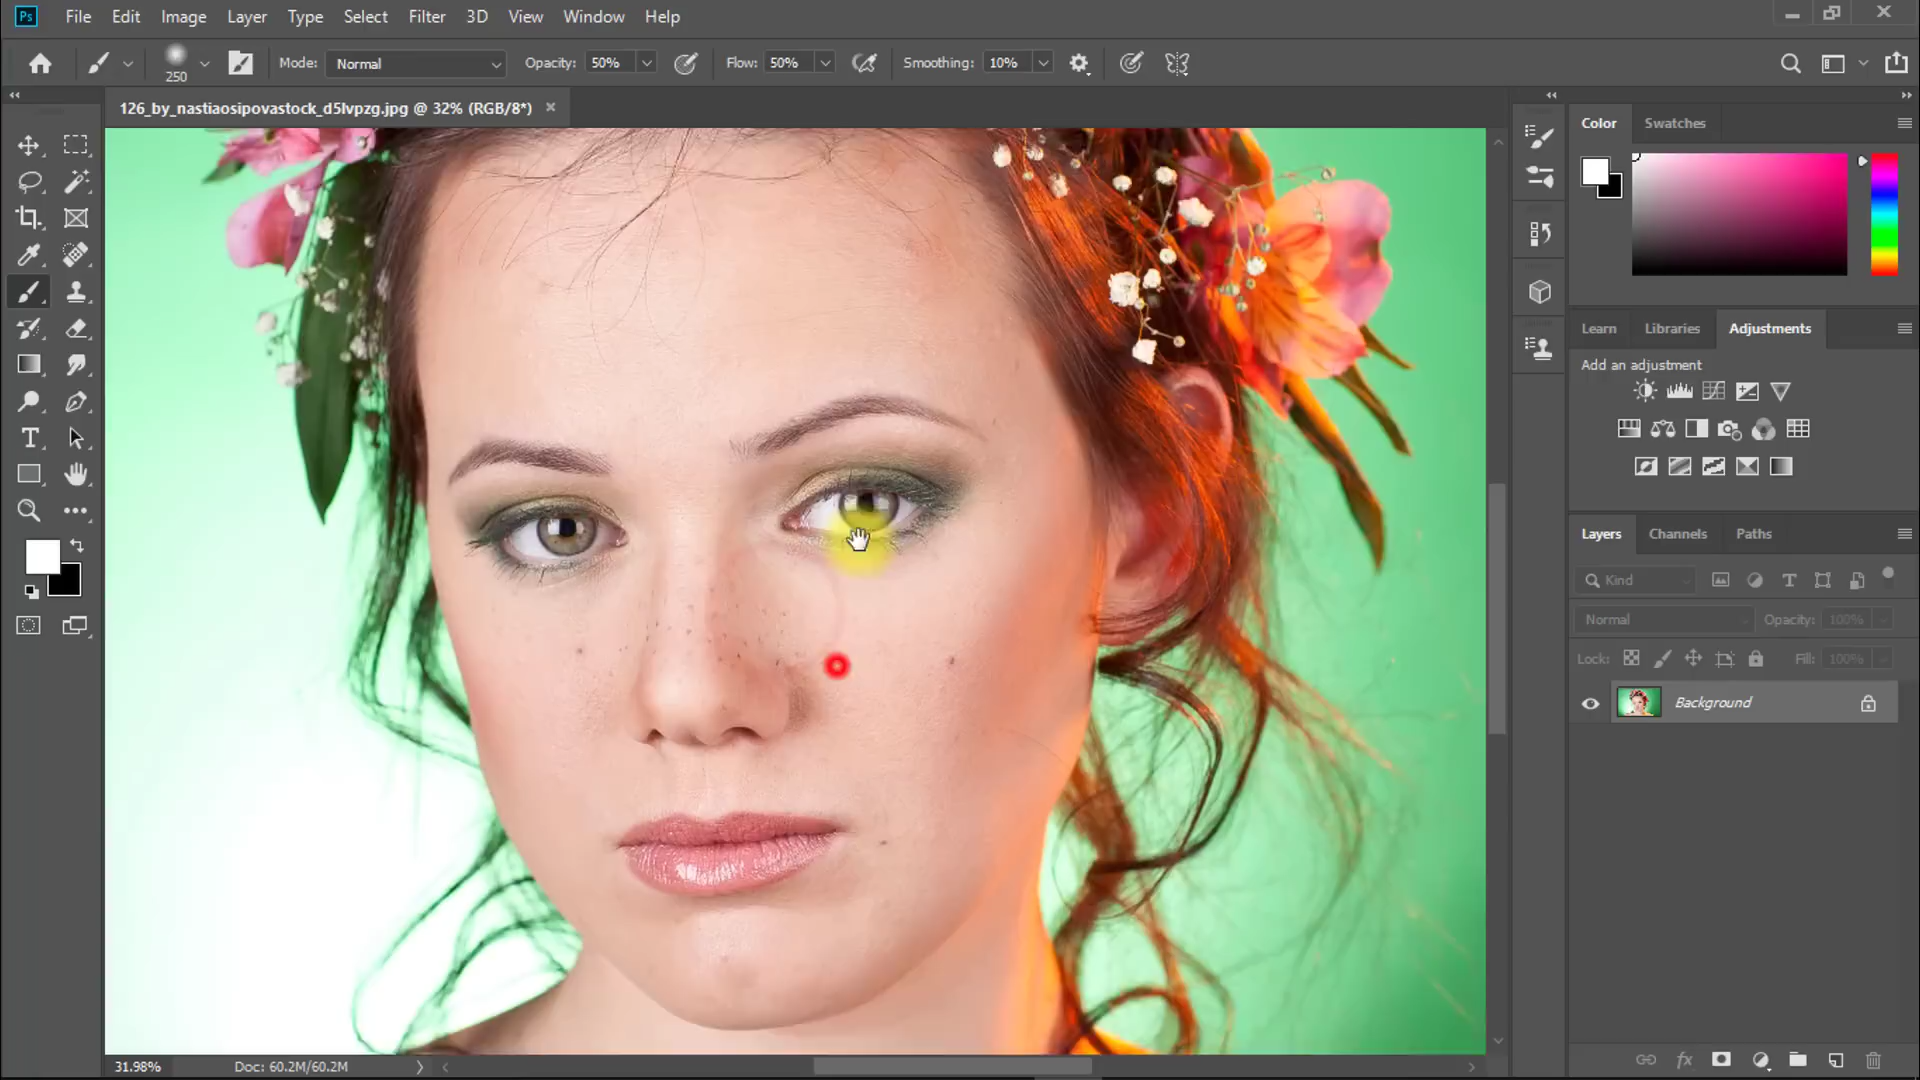 Ps File Edit Image Layer Type Select Filter 3D View Window Help
250 Mode: Normal Opacity: 50% Flow: 50% Smoothing: 10%
126_by_nastiaosipovastock_d5lvpzg.jpg @ 32% (RGB/8*)
Color Swatches
Learn Libraries Adjustments
Add an adjustment
Layers Channels Paths
Kind
Normal Opacity: 100%
Lock: Fill: 100%
Background
31.98% Doc: 60.2M/60.2M